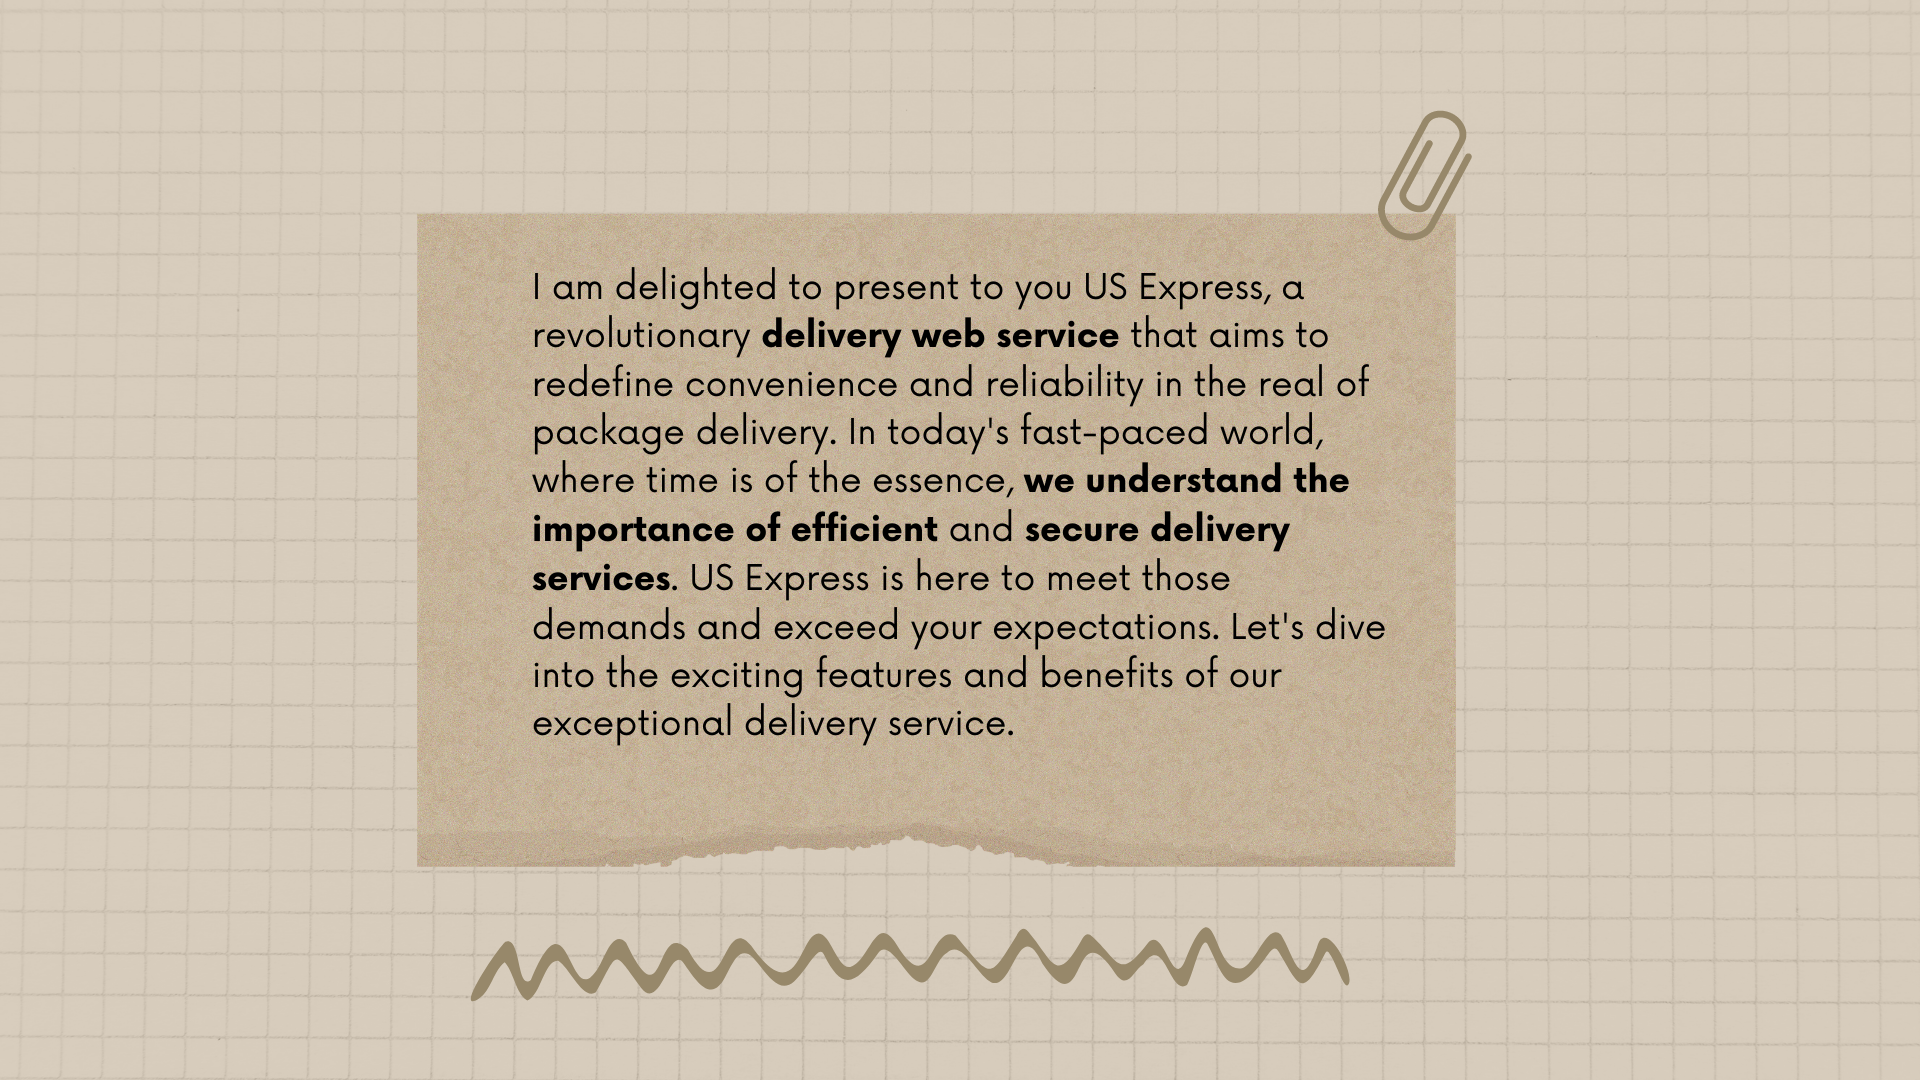 I am delighted to present to you US Express, a
revolutionary delivery web service that aims to
redefine convenience and reliability in the real of
package delivery. In today's fast-paced world,
where time is of the essence, we understand the
importance of efficient and secure delivery
services. US Express is here to meet those
demands and exceed your expectations. Let's dive
into the exciting features and benefits of our
exceptional delivery service.